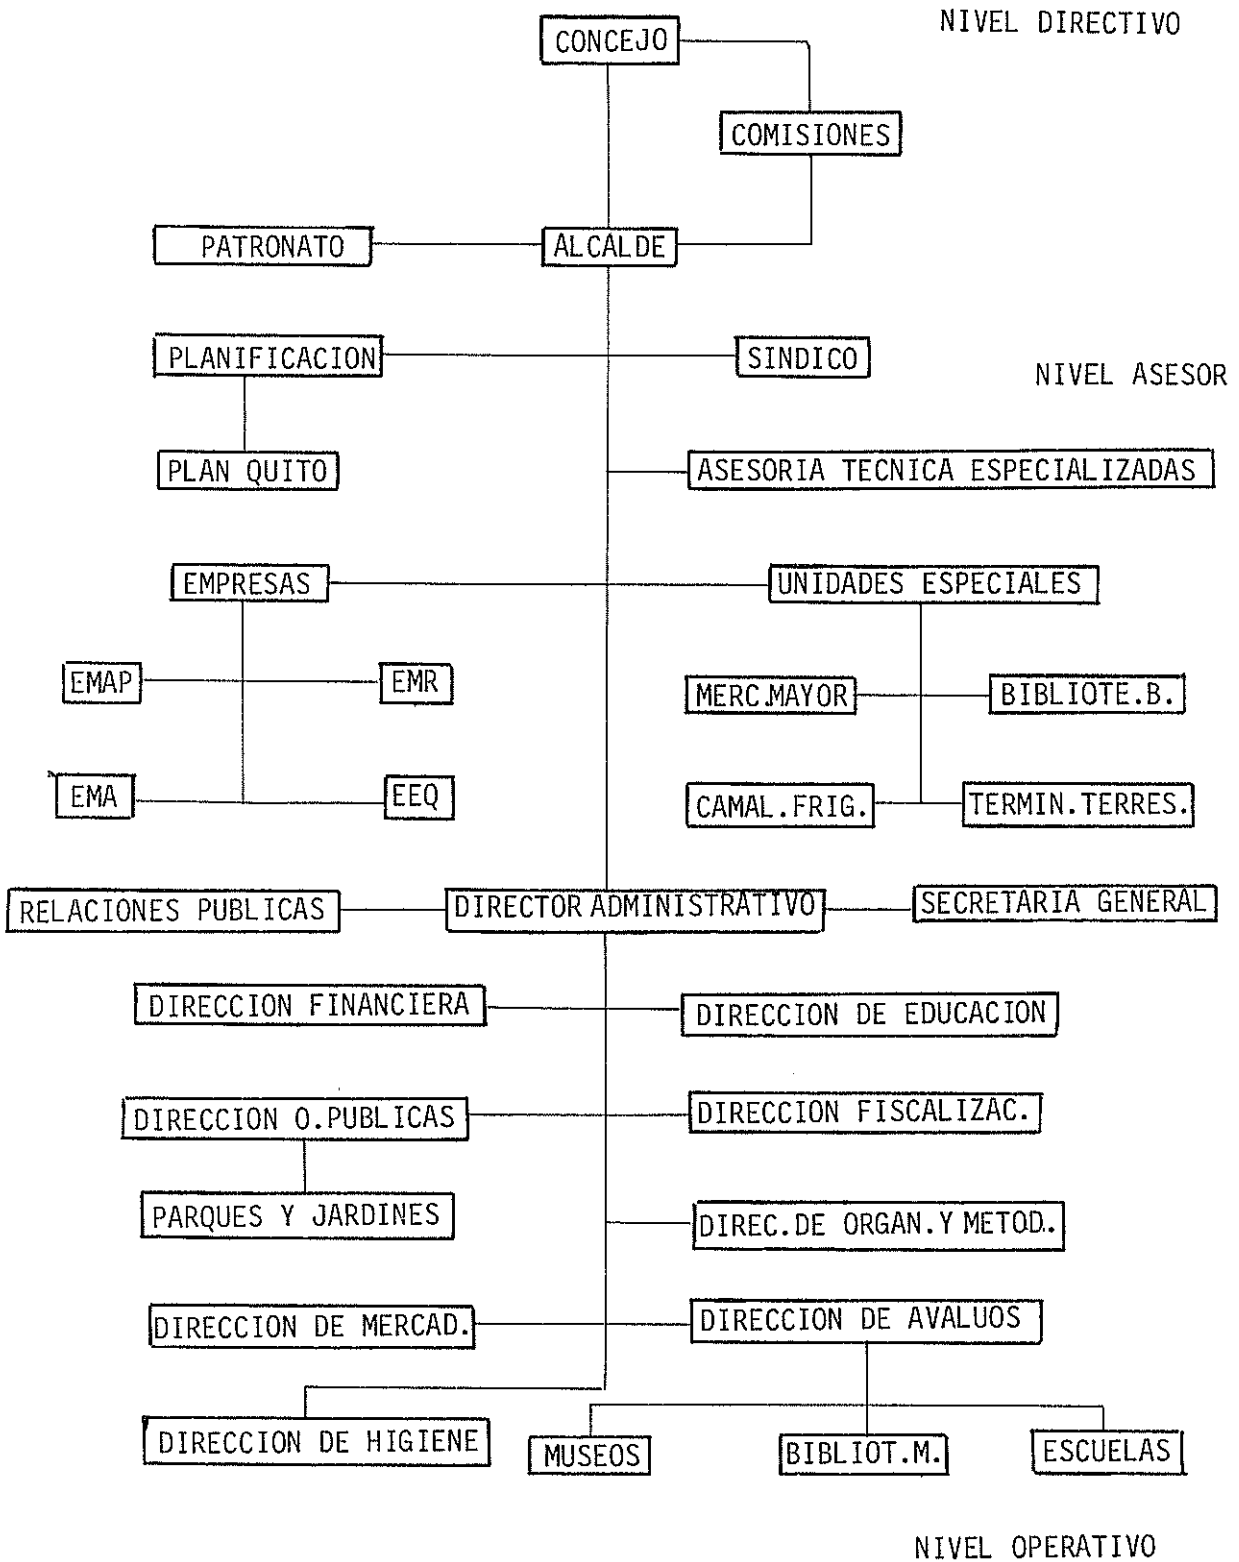 NIVEL DIRECTIVO
CONCEJO
COMISIONES
PATRONATO
ALCALDE
PLANIFICACION
SINDICO
NIVEL ASESOR
PLAN QUITO
ASESORIA TECNICA ESPECIALIZADAS
EMPRESAS
UNIDADES ESPECIALES
EMAP
EMR
MERC.MAYOR
BIBLIOTE.B.
EMA
EEQ
CAMAL.FRIG.
TERMIN.TERRES.
RELACIONES PUBLICAS
DIRECTOR ADMINISTRATIVO
SECRETARIA GENERAL
DIRECCION FINANCIERA
DIRECCION DE EDUCACION
DIRECCION O.PUBLICAS
DIRECCION FISCALIZAC.
PARQUES Y JARDINES
DIREC.DE ORGAN.Y METOD..
DIRECCION DE MERCAD.
DIRECCION DE AVALUOS
DIRECCION DE HIGIENE
MUSEOS
BIBLIOT.M.
ESCUELAS
NIVEL OPERATIVO